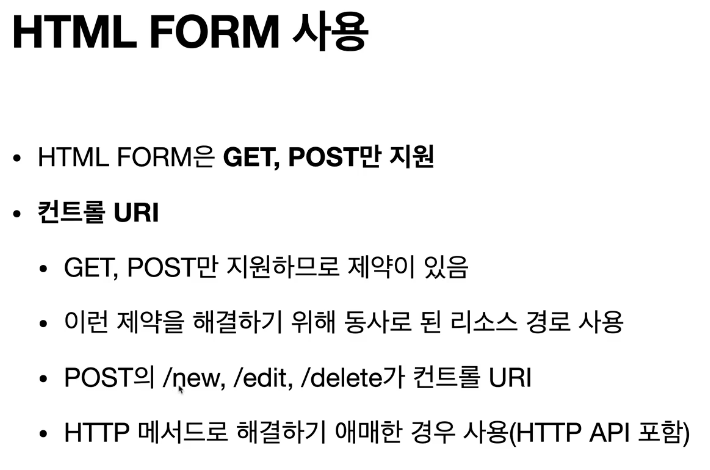 HTML FORM 사용
• HTML FORM은 GET, POST만 지원
• 컨트롤 URI
• GET, POST만 지원하므로 제약이 있음
• 이런 제약을 해결하기 위해 동사로 된 리소스 경로 사용
• POST의 /new, /edit, /delete가 컨트롤 URI
• HTTP 메서드로 해결하기 애매한 경우 사용(HTTP API 포함)